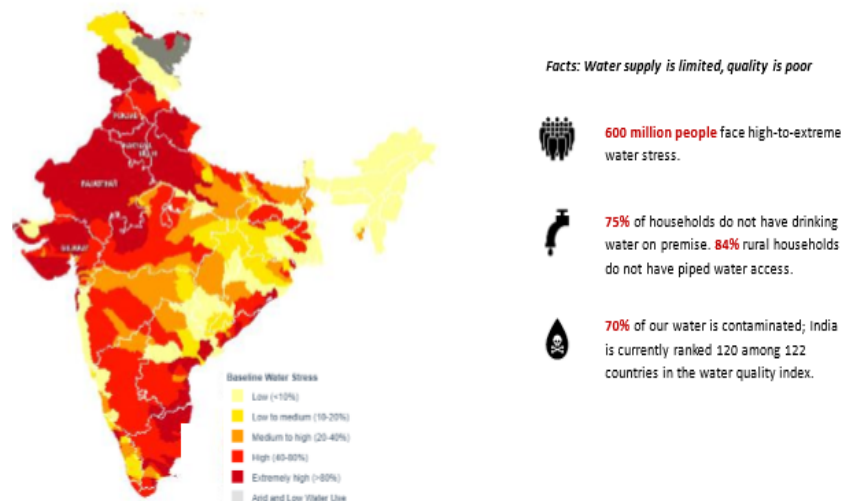 Facts: Water supply is limited, quality is poor
600 million people face high-to-extreme
water stress.
75% of households do not have drinking
water on premise. 84% rural households
do not have piped water access.
70% of our water is contaminated; India
is currently ranked 120 among 122
countries in the water quality index.
PUNJAB
RAJASTHAN
GUJARAT
Baseline Water Stress
Low (<10%)
Low to medium (10-20%)
Medium to high (20-40%)
High (40-80%)
Extremely high (>80%)
Arid and Low Water Use